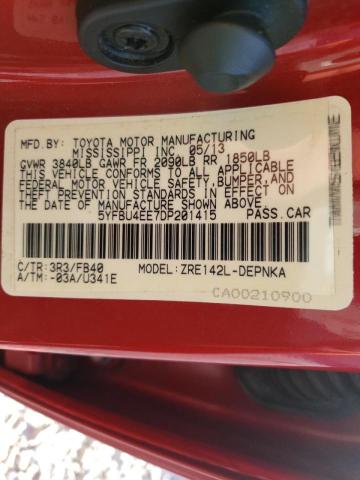 MFD.BY: TOYOTA MOTOR MANUFACTURING
MISSISSIPPI INC. 05/13
GVWR 3840LB GAWR FR 2090LB RR 1850LB
THIS VEHICLE CONFORMS TO ALL APPLICABLE
FEDERAL MOTOR VEHICLE SAFETY, BUMPER, AND
THEFT PREVENTION STANDARDS IN EFFECT ON
THE DATE OF MANUFACTURE SHOWN ABOVE.
5YFBU4EE7DP201415 PASS.CAR
C/TR: 3R3/FB40 MODEL: ZRE142L-DEPNKA
A/TM: -03A/U341E
CA00210900